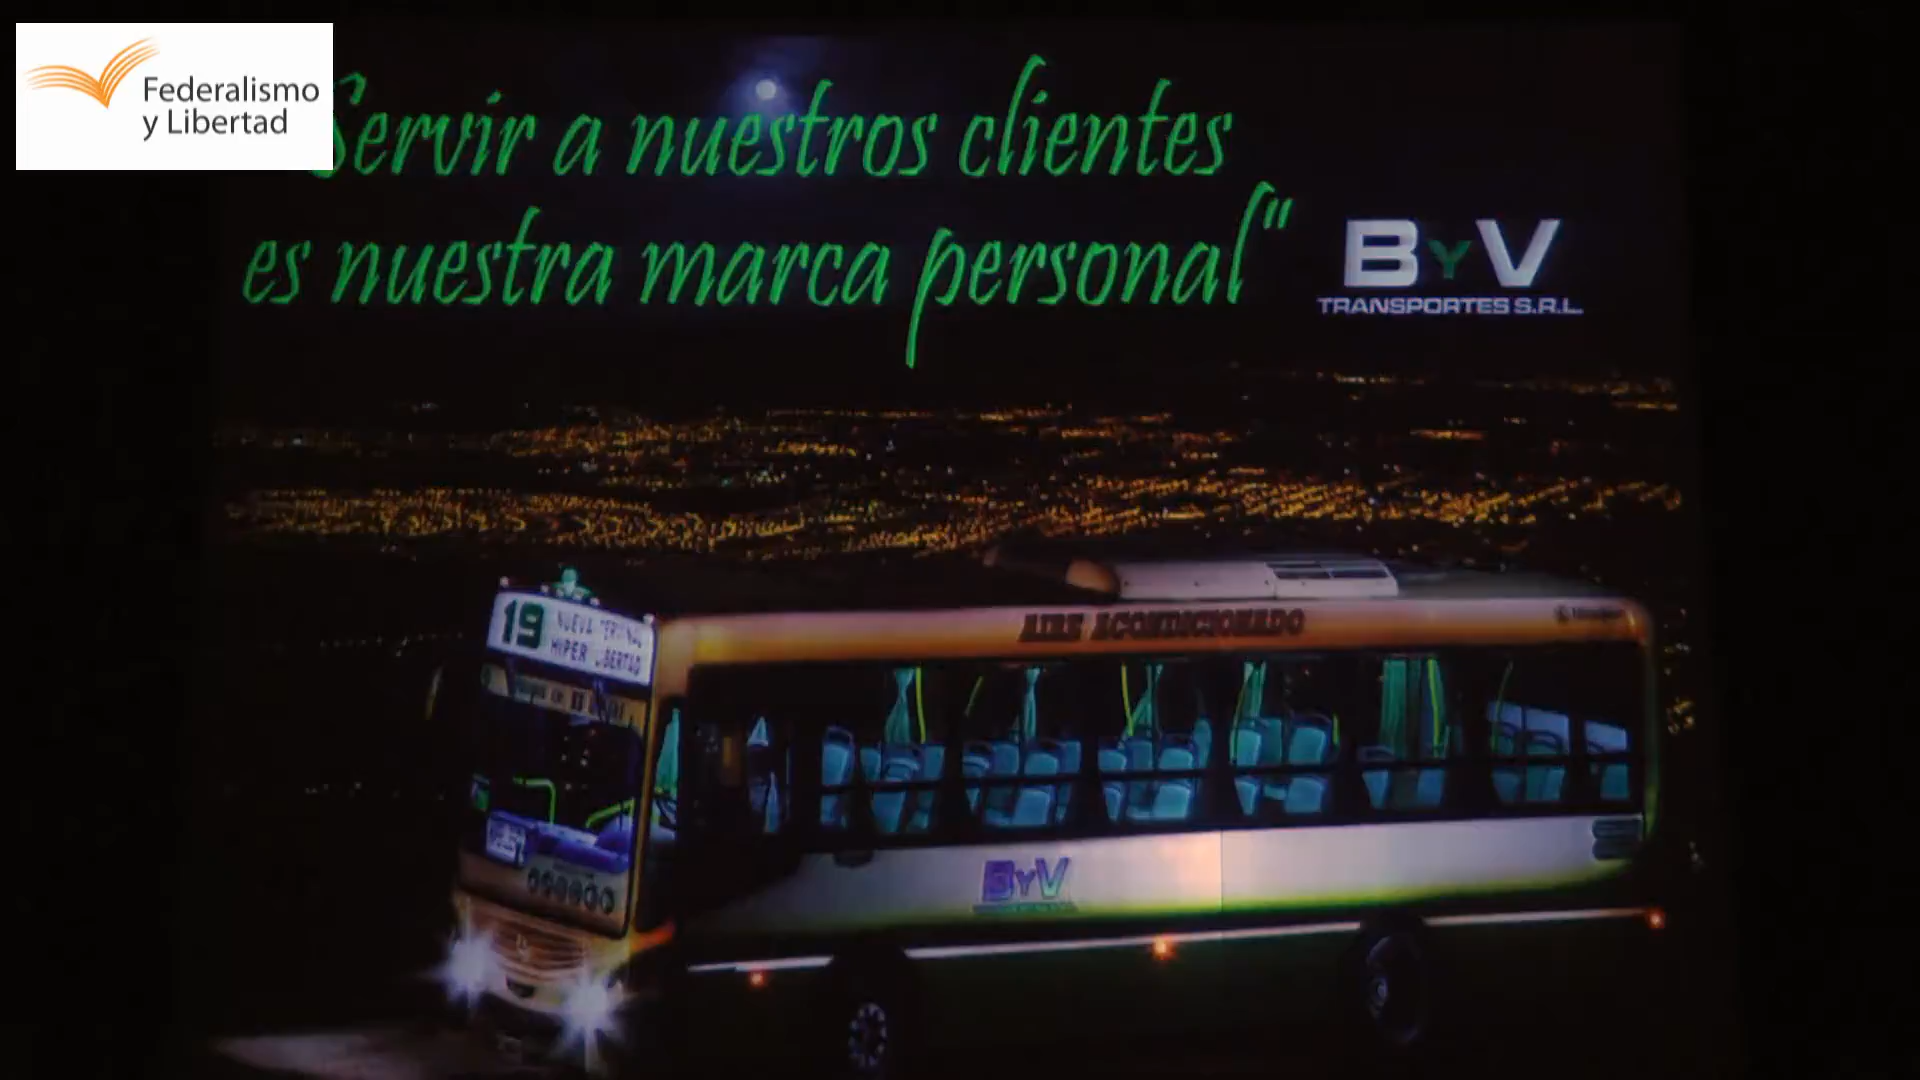 Federalismo
y Libertad
Servir a nuestros clientes
es nuestra marca personal"
BYV
TRANSPORTES S.R.L.
19
NUEVA TERMINAL
HIPER LIBERTAD
AIRE ACONDICIONADO
BYV